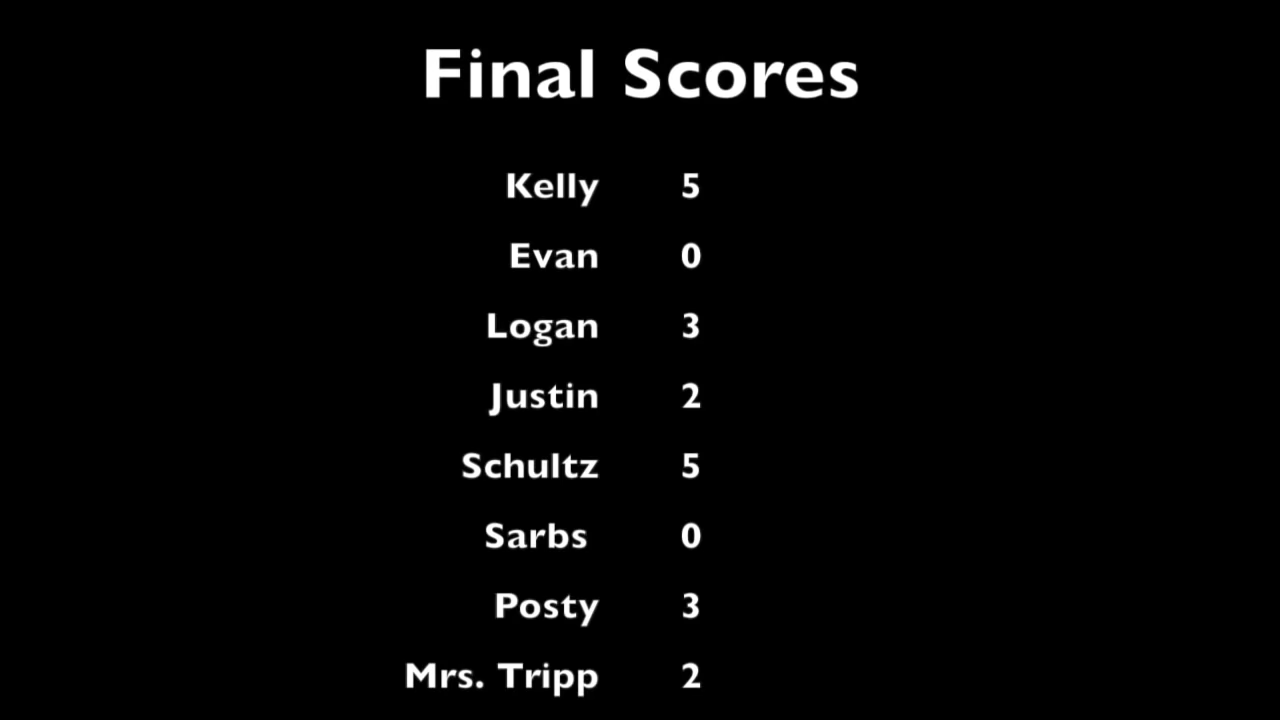 Final Scores
Kelly 5
Evan 0
Logan 3
Justin 2
Schultz 5
Sarbs 0
Posty 3
Mrs. Tripp 2